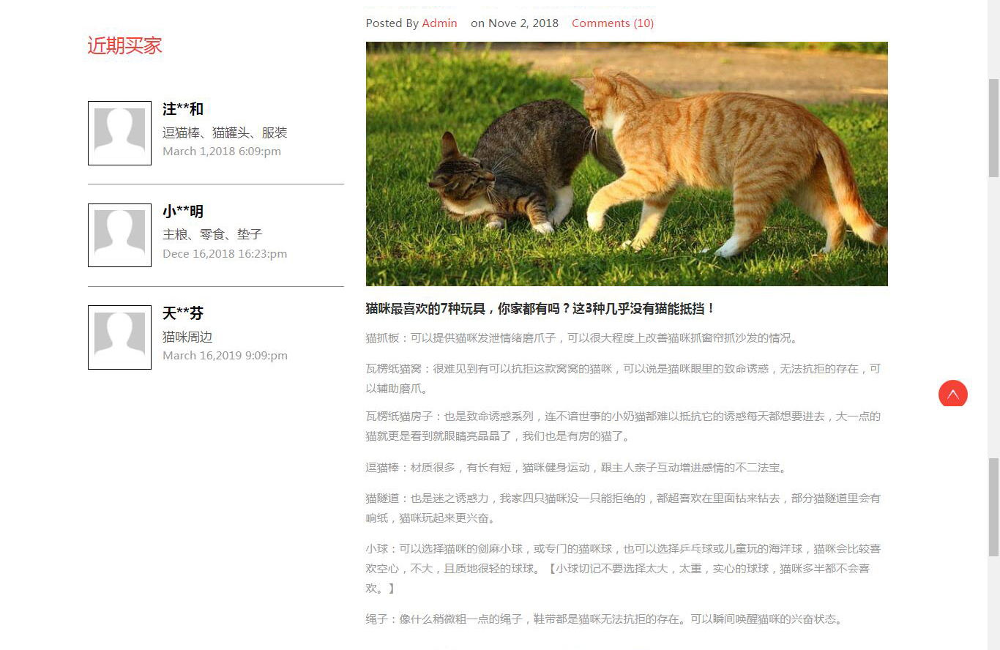 近期买家
注**和
逗猫棒、猫罐头、服装
March 1,2018 6:09:pm
小**明
主粮、零食、垫子
Dece 16,2018 16:23:pm
天**芬
猫咪周边
March 16,2019 9:09:pm
Posted By Admin on Nove 2, 2018 Comments (10)
猫咪最喜欢的7种玩具，你家都有吗？这3种几乎没有猫能抵挡！
猫抓板：可以提供猫咪发泄情绪磨爪子，可以很大程度上改善猫咪抓窗帘抓沙发的情况。
瓦楞纸猫窝：很难见到有可以抗拒这款窝窝的猫咪，可以说是猫咪眼里的致命诱惑，无法抗拒的存在，可
以辅助磨爪。
瓦楞纸猫房子：也是致命诱惑系列，连不谙世事的小奶猫都难以抵抗它的诱惑每天都想要进去，大一点的
猫就更是看到就眼睛亮晶晶了，我们也是有房的猫了。
逗猫棒：材质很多，有长有短，猫咪健身运动，跟主人亲子互动增进感情的不二法宝。
猫隧道：也是迷之诱惑力，我家四只猫咪没一只能拒绝的，都超喜欢在里面钻来钻去，部分猫隧道里会有
响纸，猫咪玩起来更兴奋。
小球：可以选择猫咪的剑麻小球，或专门的猫咪球，也可以选择乒乓球或儿童玩的海洋球，猫咪会比较喜
欢空心，不大，且质地很轻的球球。【小球切记不要选择太大，太重，实心的球球，猫咪多半都不会喜
欢。】
绳子：像什么稍微粗一点的绳子，鞋带都是猫咪无法抗拒的存在。可以瞬间唤醒猫咪的兴奋状态。